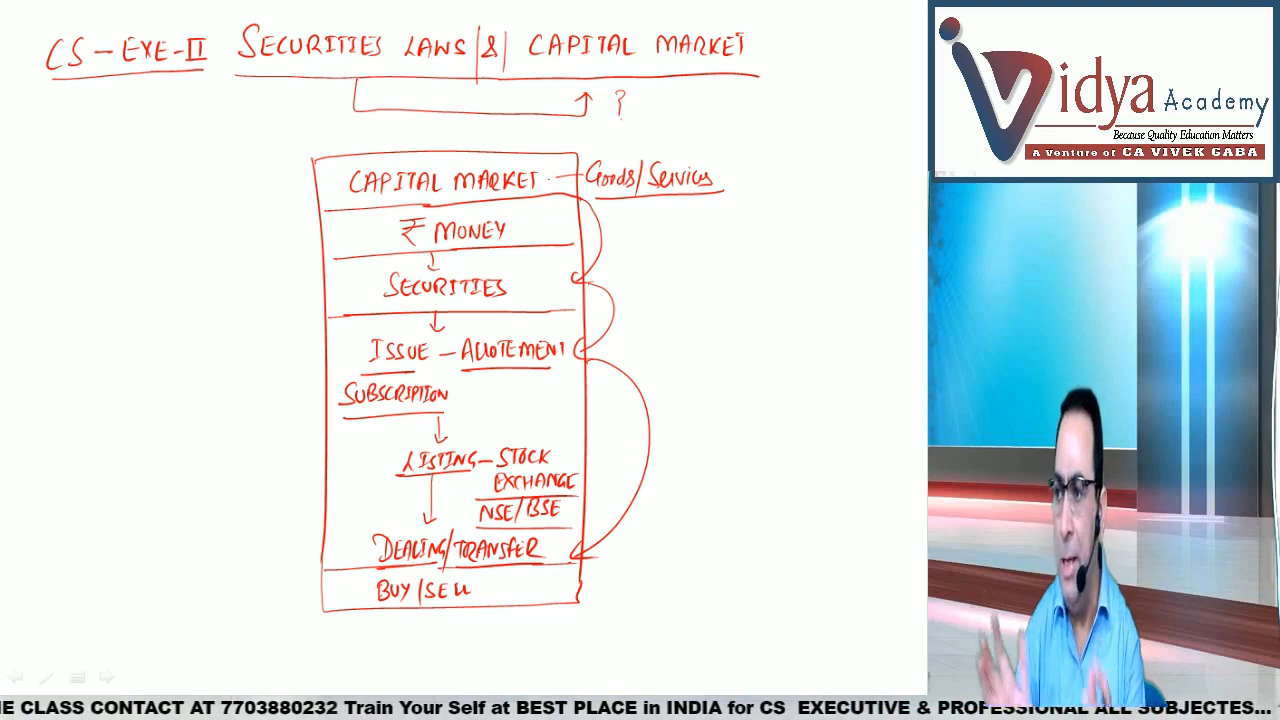 CS-EXE-II SECURITIES LAWS & CAPITAL MARKET
?
CAPITAL MARKET - Goods/Services
₹ MONEY
SECURITIES
ISSUE - ALLOTEMENT
SUBSCRIPTION
LISTING - STOCK
EXCHANGE
NSE/BSE
DEALING/TRANSFER
BUY/SELL
Vidya Academy
Because Quality Education Matters
A Venture of CA VIVEK GABA
E CLASS CONTACT AT 7703880232 Train Your Self at BEST PLACE in INDIA for CS EXECUTIVE & PROFESSIONAL ALL SUBJECTES...